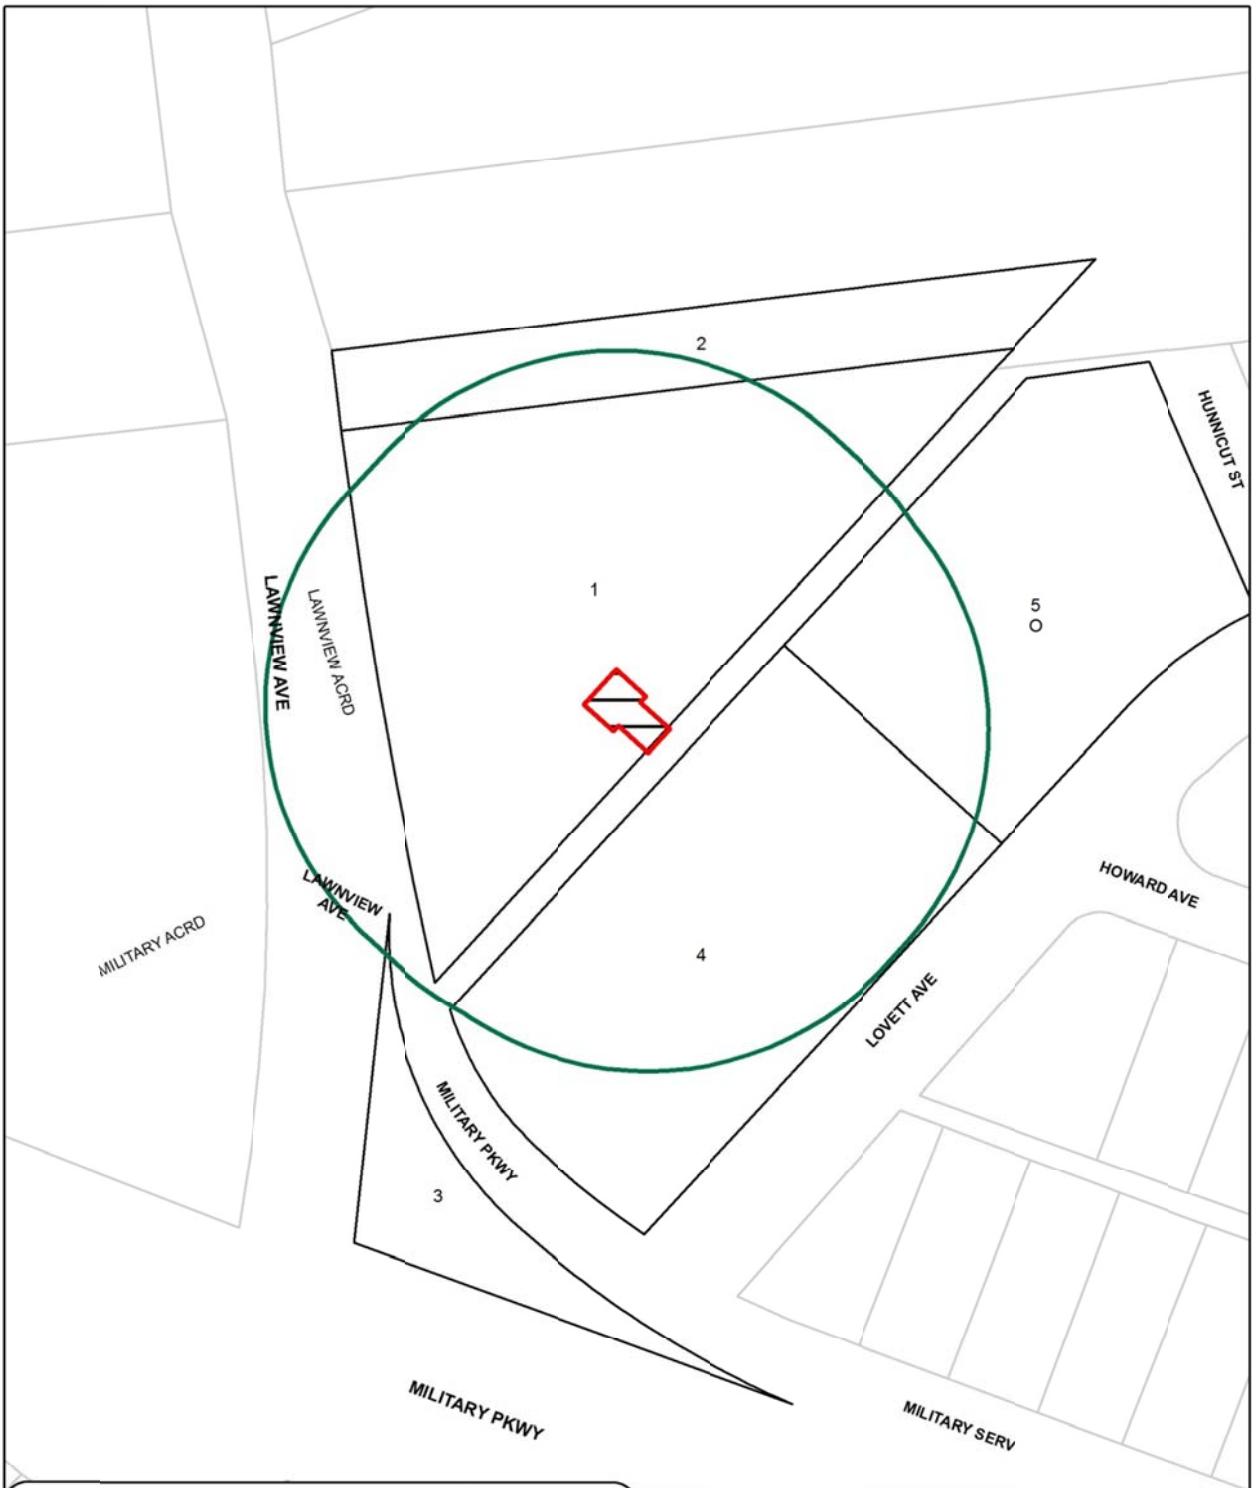 2
HUNNICUT ST
1
5
LAWNVIEW AVE
LAWNVIEW ACRD
LAWNVIEW
AVE
HOWARD AVE
MILITARY ACRD
4
LOVETT AVE
MILITARY PKWY
3
MILITARY PKWY
MILITARY SERV